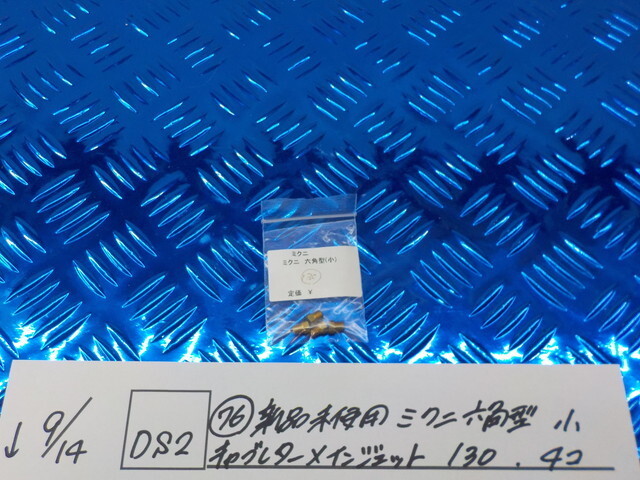 ミクニ
ミクニ 六角型(小)
定価 ¥
↓ 9/14 DS2 76 新品未使用 ミクニ六角型 小
キャブレターメインジェット 130 . 4コ